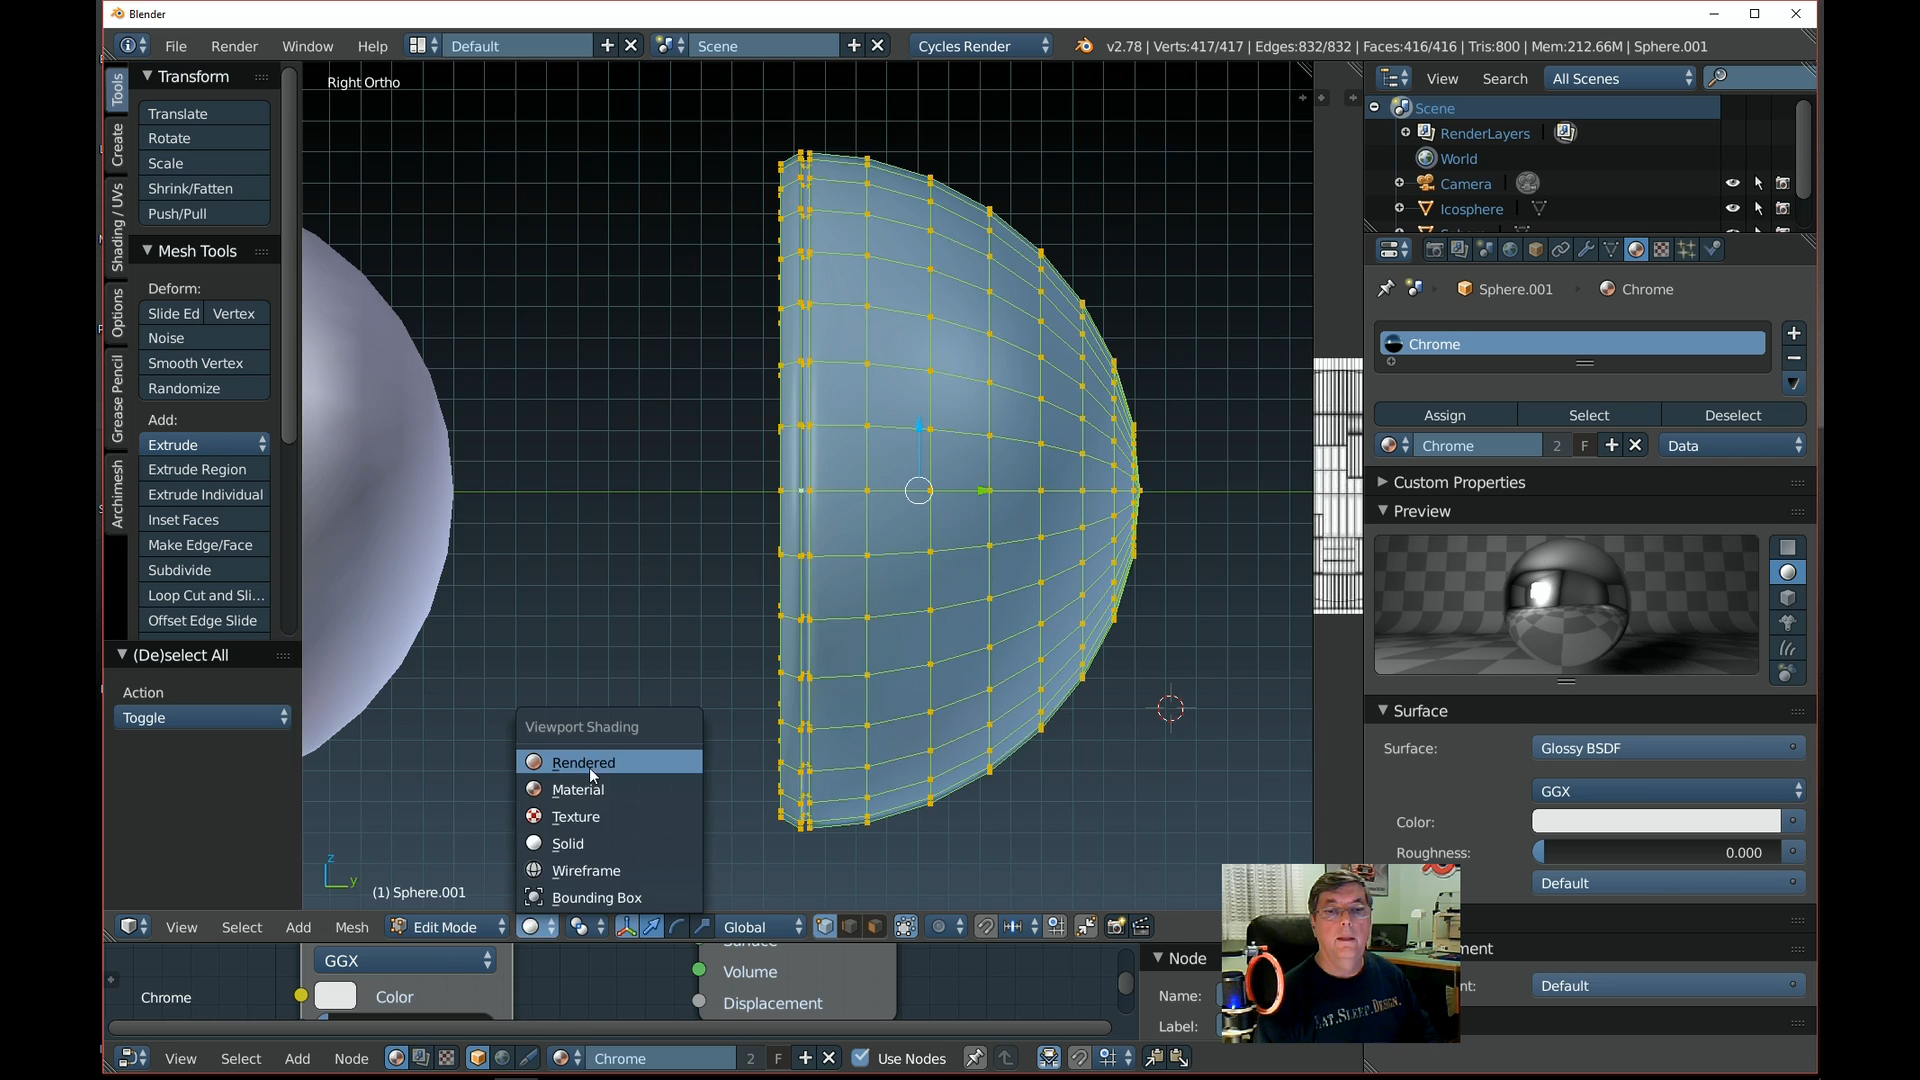 Blender
File Render Window Help Default Scene Cycles Render v2.78 | Verts:417/417 | Edges:832/832 | Faces:416/416 | Tris:800 | Mem:212.66M | Sphere.001
Tools
Create
Shading / UVs
Options
Grease Pencil
Archimesh
Transform
Translate
Rotate
Scale
Shrink/Fatten
Push/Pull
Mesh Tools
Deform:
Slide Ed Vertex
Noise
Smooth Vertex
Randomize
Add:
Extrude
Extrude Region
Extrude Individual
Inset Faces
Make Edge/Face
Subdivide
Loop Cut and Sli...
Offset Edge Slide
(De)select All
Action
Toggle
Right Ortho
Viewport Shading
Rendered
Material
Texture
Solid
Wireframe
Bounding Box
z
y
(1) Sphere.001
View Select Add Mesh Edit Mode Global
GGX
Chrome
Color
Surface
Volume
Displacement
Node
Name:
Label:
View Select Add Node Chrome 2 F Use Nodes
View Search All Scenes
Scene
RenderLayers
World
Camera
Icosphere
Sphere.001 Chrome
Chrome
Assign Select Deselect
Chrome 2 F Data
Custom Properties
Preview
Surface
Surface: Glossy BSDF
GGX
Color:
Roughness: 0.000
Default
Default
EAT.SLEEP.DESIGN.